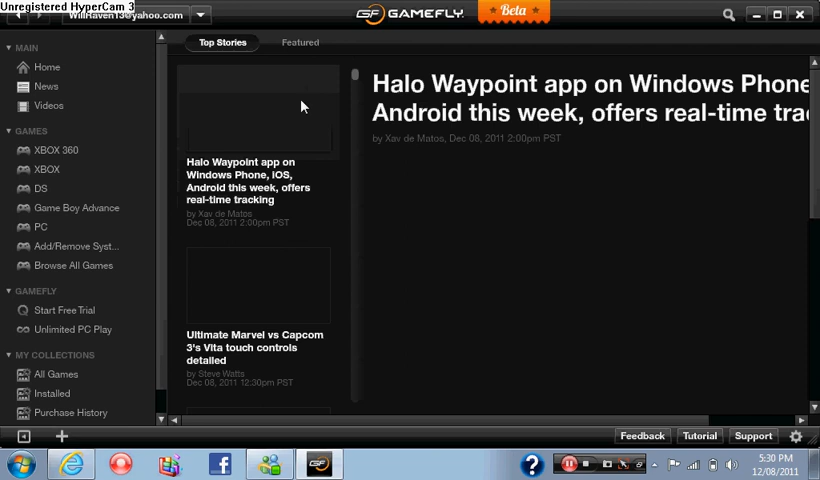 Unregistered HyperCam 3
WillHaven13@yahoo.com
GF GAMEFLY.
Beta
MAIN
Home
News
Videos
GAMES
XBOX 360
XBOX
DS
Game Boy Advance
PC
Add/Remove Syst...
Browse All Games
GAMEFLY
Start Free Trial
Unlimited PC Play
MY COLLECTIONS
All Games
Installed
Purchase History
Top Stories
Featured
Halo Waypoint app on
Windows Phone, iOS,
Android this week, offers
real-time tracking
by Xav de Matos
Dec 08, 2011 2:00pm PST
Ultimate Marvel vs Capcom
3's Vita touch controls
detailed
by Steve Watts
Dec 08, 2011 12:30pm PST
Halo Waypoint app on Windows Phone
Android this week, offers real-time tra
by Xav de Matos, Dec 08, 2011 2:00pm PST
Feedback
Tutorial
Support
5:30 PM
12/08/2011